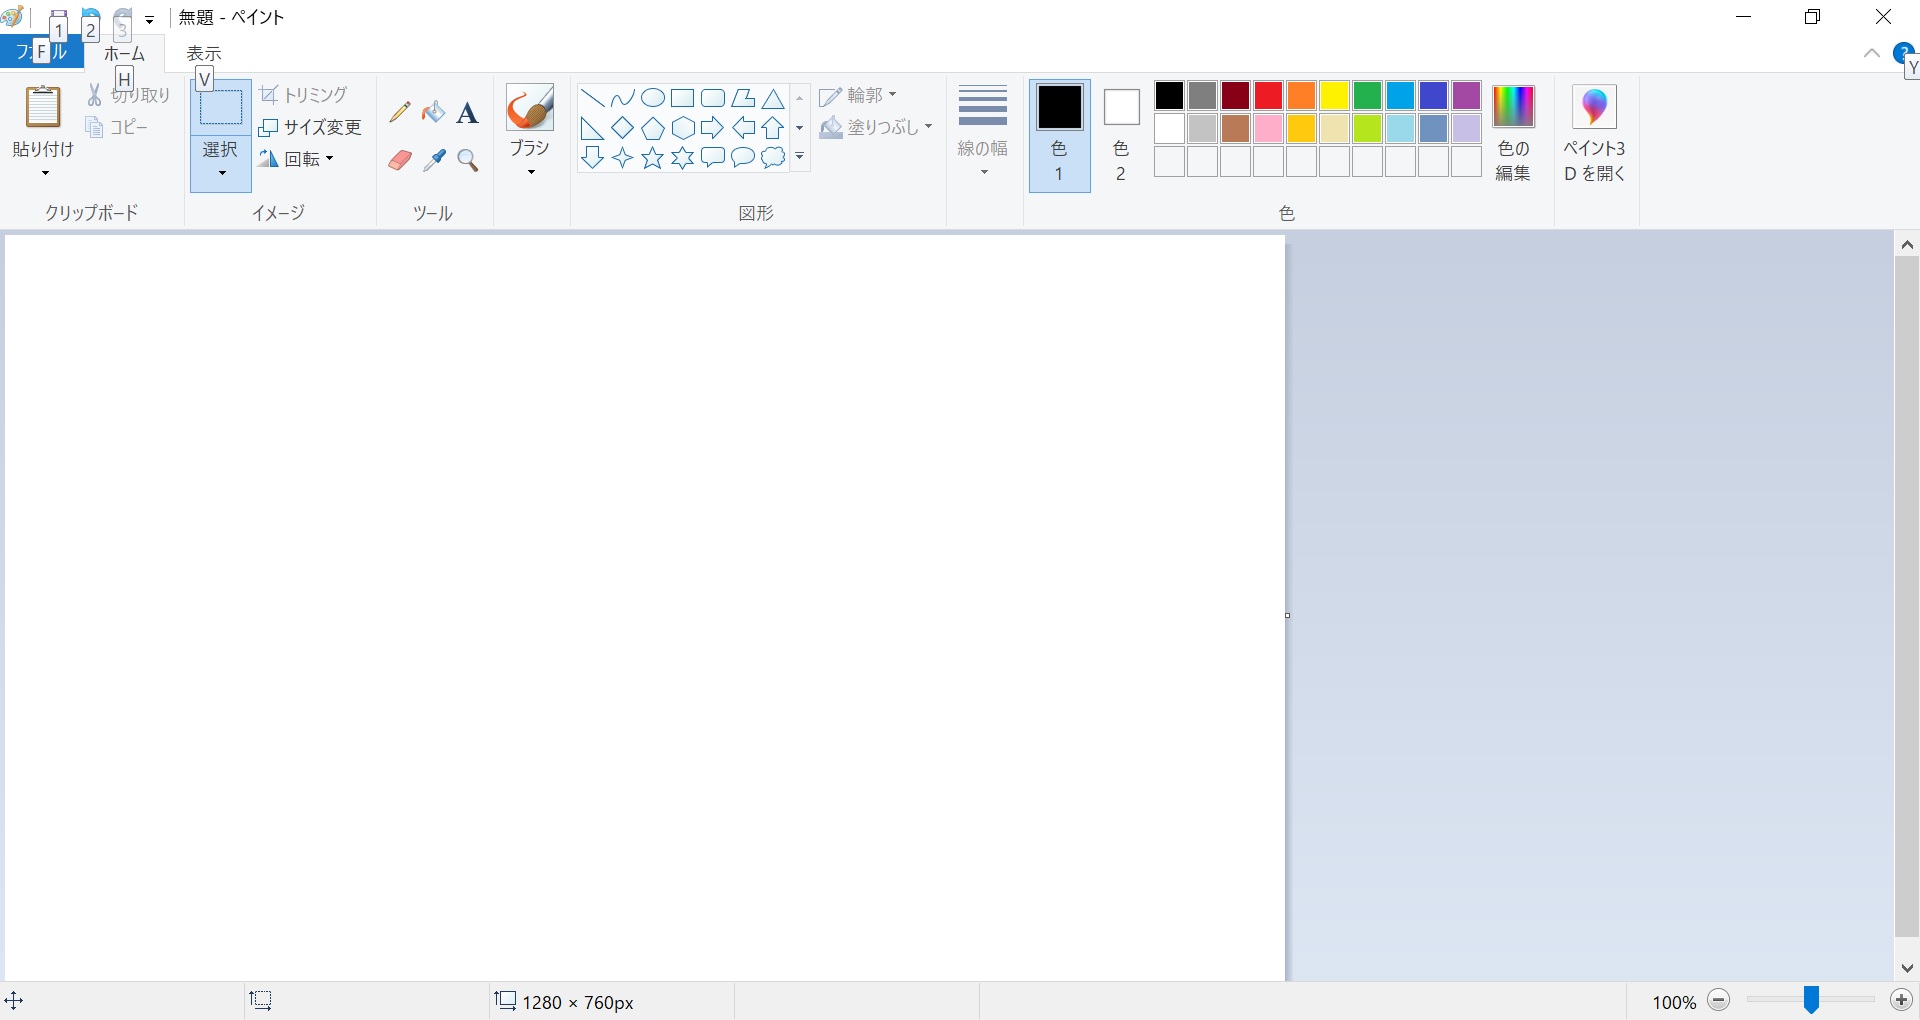 1
2
3
無題 - ペイント
F
ル
ホーム
表示
H
V
?
Y
貼り付け
切り取り
コピー
クリップボード
選択
トリミング
サイズ変更
回転
イメージ
A
ツール
ブラシ
図形
輪郭
塗りつぶし
線の幅
色
1
色
2
色
色の
編集
ペイント3
D を開く
1280 × 760px
100%